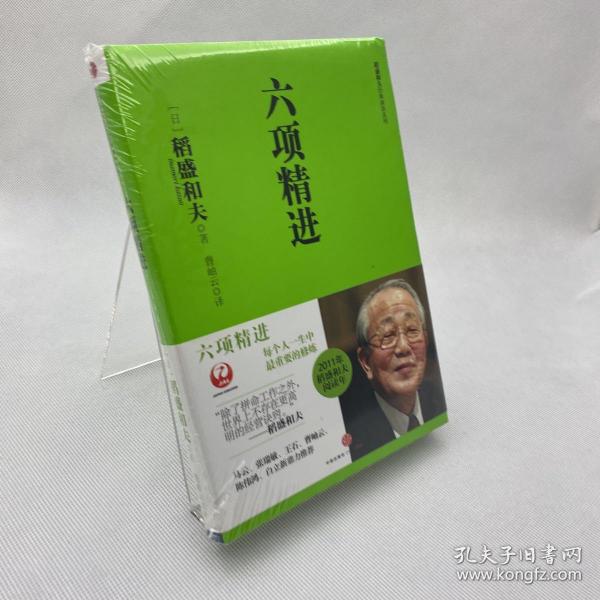 六项精进
[日]稻盛和夫◎著
曹岫云◎译
六项精进
每个人一生中
最重要的修炼
2011年
稻盛和夫
阅读年
“除了拼命工作之外,
世界上不存在更高
明的经营诀窍。”
——稻盛和夫
马云、张瑞敏、王石、曹岫云、
陈伟鸿、白立新鼎力推荐
稻盛和夫
孔夫子旧书网
www.kongfz.com